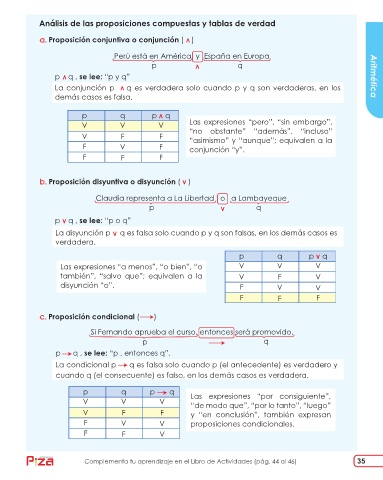 Análisis de las proposiciones compuestas y tablas de verdad
a. Proposición conjuntiva o conjunción ( ∧ )
Perú está en América y España en Europa.
p ∧ q
p ∧ q , se lee: "p y q"
La conjunción p ∧ q es verdadera solo cuando p y q son verdaderas, en los
demás casos es falsa.
p q p ∧ q
V V V
V F F
F V F
F F F
Las expresiones "pero", "sin embargo",
"no obstante" "además", "incluso"
"asimismo" y "aunque"; equivalen a la
conjunción "y".
b. Proposición disyuntiva o disyunción ( ∨ )
Claudia representa a La Libertad o a Lambayeque.
p ∨ q
p ∨ q , se lee: "p o q"
La disyunción p ∨ q es falsa solo cuando p y q son falsas, en los demás casos es
verdadera.
Las expresiones "a menos", "o bien", "o
también", "salvo que"; equivalen a la
disyunción "o".
p q p ∨ q
V V V
V F V
F V V
F F F
c. Proposición condicional (→)
Si Fernando aprueba el curso, entonces será promovido.
p → q
p → q , se lee: "p , entonces q".
La condicional p → q es falsa solo cuando p (el antecedente) es verdadero y
cuando q (el consecuente) es falso, en los demás casos es verdadera.
p q p → q
V V V
V F F
F V V
F F V
Las expresiones "por consiguiente",
"de modo que", "por lo tanto", "luego"
y "en conclusión", también expresan
proposiciones condicionales.
Aritmética
Complementa tu aprendizaje en el Libro de Actividades (pág. 44 al 46)
35